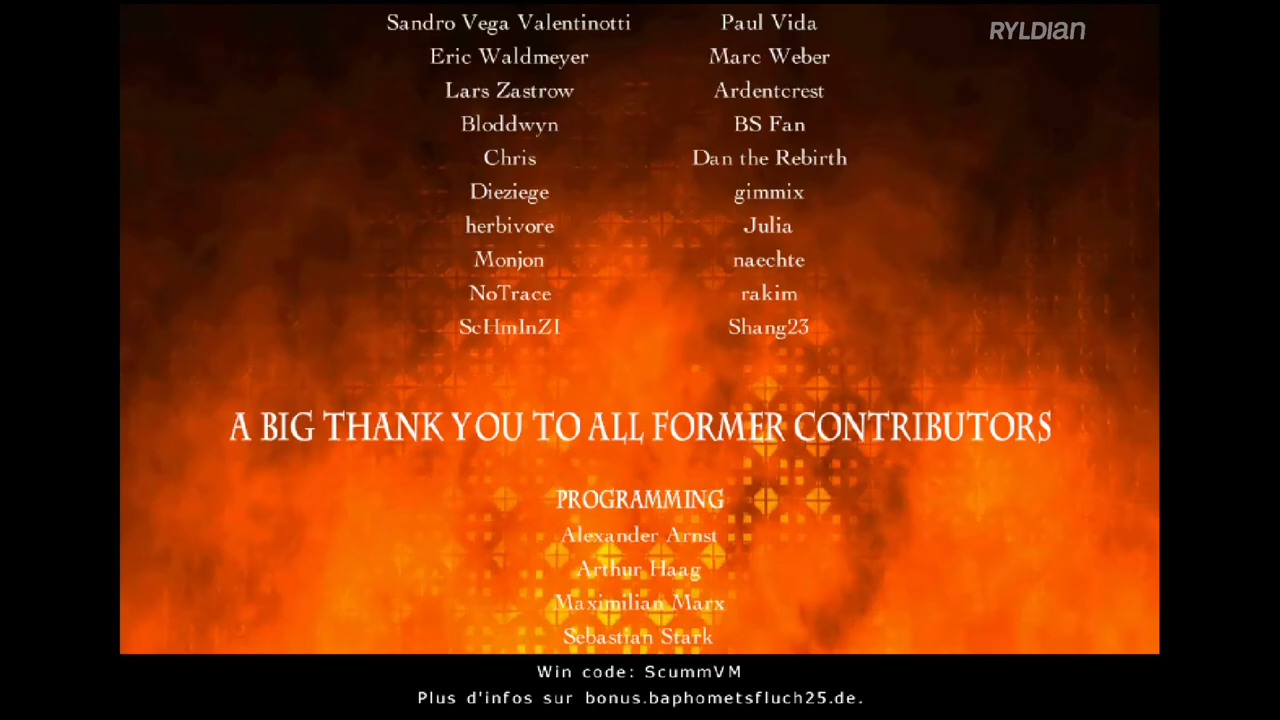 RYLDIAN
Sandro Vega Valentinotti
Paul Vida
Eric Waldmeyer
Marc Weber
Lars Zastrow
Ardentcrest
Bloddwyn
BS Fan
Chris
Dan the Rebirth
Dieziege
gimmix
herbivore
Julia
Monjon
naechte
NoTrace
rakim
ScHmInZI
Shang23
A BIG THANK YOU TO ALL FORMER CONTRIBUTORS
PROGRAMMING
Alexander Arnst
Arthur Haag
Maximilian Marx
Sebastian Stark
Win code: ScummVM
Plus d'infos sur bonus.baphometsfluch25.de.